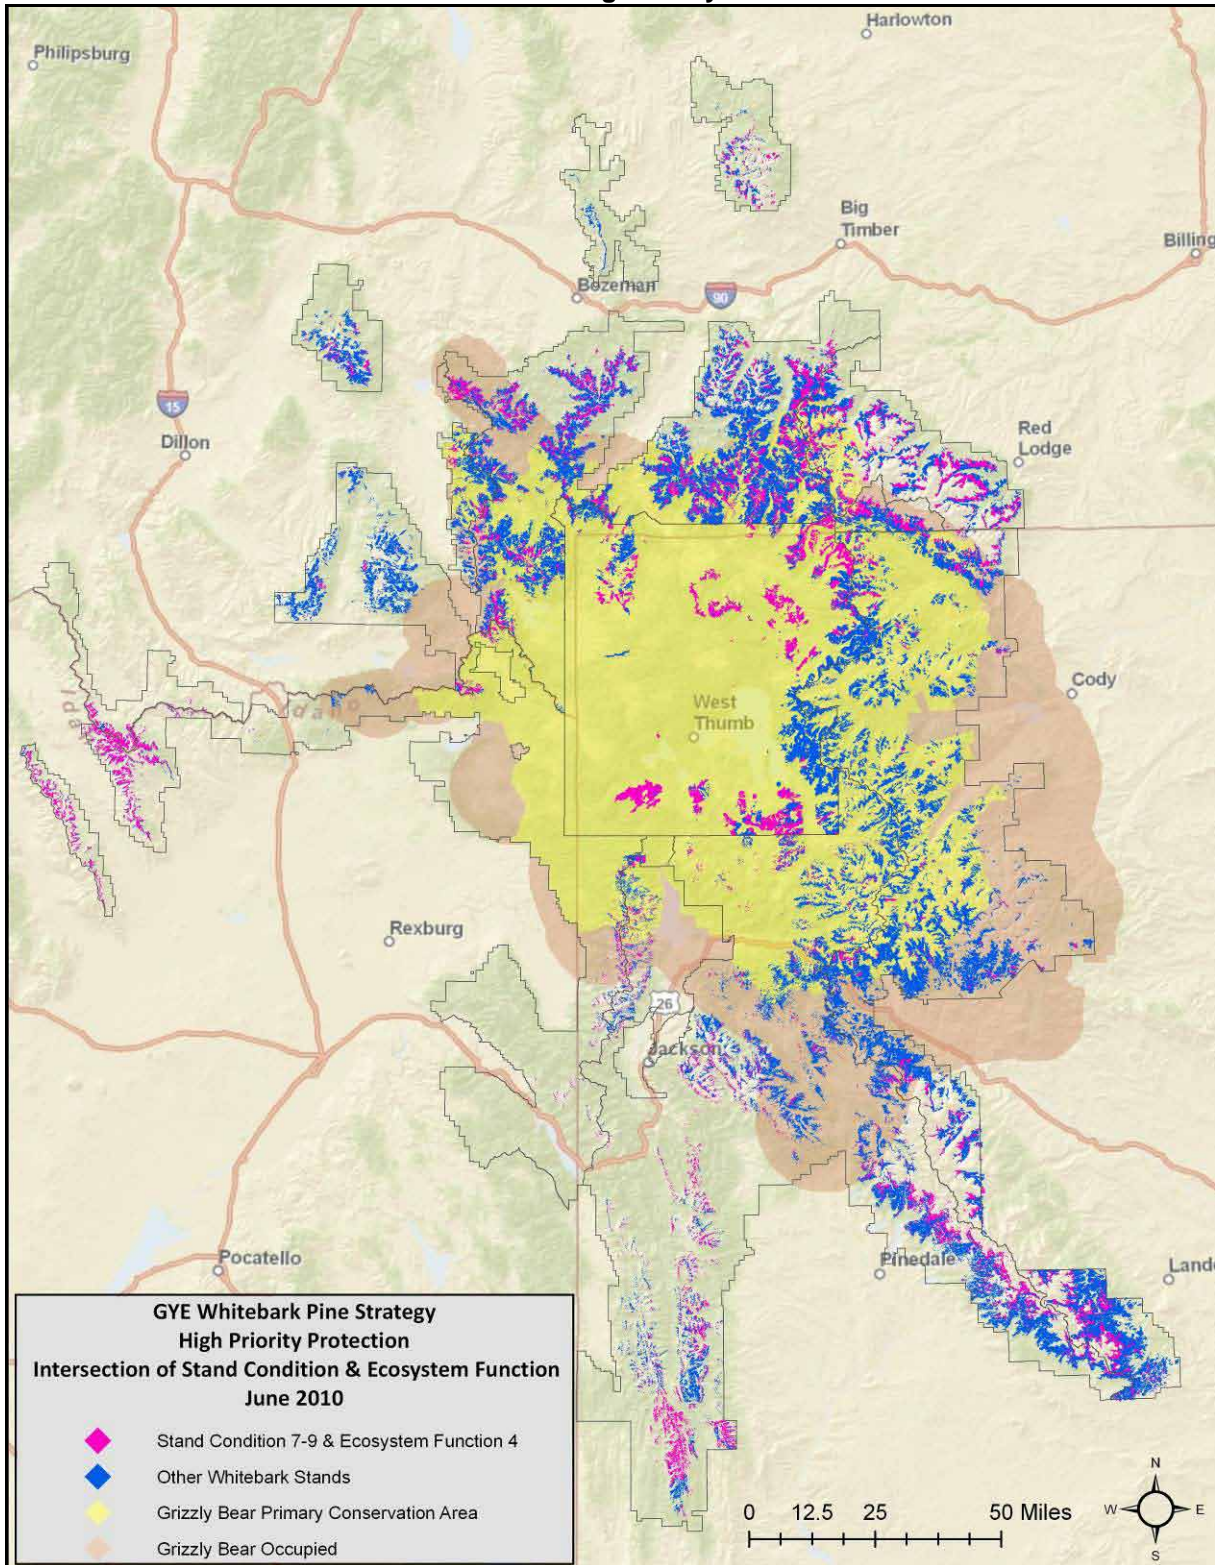 Harlowton
Philipsburg
Big
Timber
Billing
Bozeman
90
15
Dillon
Red
Lodge
Cody
Ida
Idaho
West
Thumb
Rexburg
26
Jackson
Pocatello
Pinedale
Lande
GYE Whitebark Pine Strategy
High Priority Protection
Intersection of Stand Condition & Ecosystem Function
June 2010
Stand Condition 7-9 & Ecosystem Function 4
Other Whitebark Stands
Grizzly Bear Primary Conservation Area
Grizzly Bear Occupied
0 12.5 25 50 Miles
N
W E
S